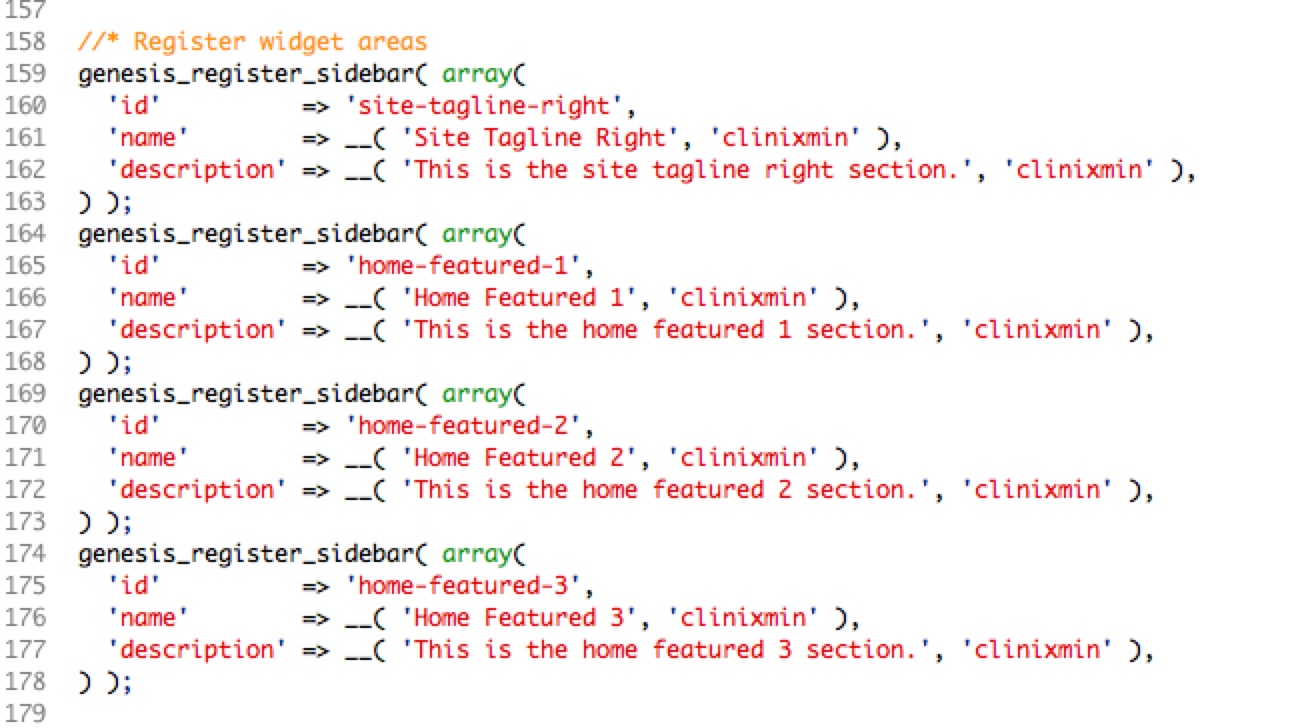 157
158 //* Register widget areas
159 genesis_register_sidebar( array(
160   'id'          => 'site-tagline-right',
161   'name'        => __( 'Site Tagline Right', 'clinixmin' ),
162   'description' => __( 'This is the site tagline right section.', 'clinixmin' ),
163 ) );
164 genesis_register_sidebar( array(
165   'id'          => 'home-featured-1',
166   'name'        => __( 'Home Featured 1', 'clinixmin' ),
167   'description' => __( 'This is the home featured 1 section.', 'clinixmin' ),
168 ) );
169 genesis_register_sidebar( array(
170   'id'          => 'home-featured-2',
171   'name'        => __( 'Home Featured 2', 'clinixmin' ),
172   'description' => __( 'This is the home featured 2 section.', 'clinixmin' ),
173 ) );
174 genesis_register_sidebar( array(
175   'id'          => 'home-featured-3',
176   'name'        => __( 'Home Featured 3', 'clinixmin' ),
177   'description' => __( 'This is the home featured 3 section.', 'clinixmin' ),
178 ) );
179